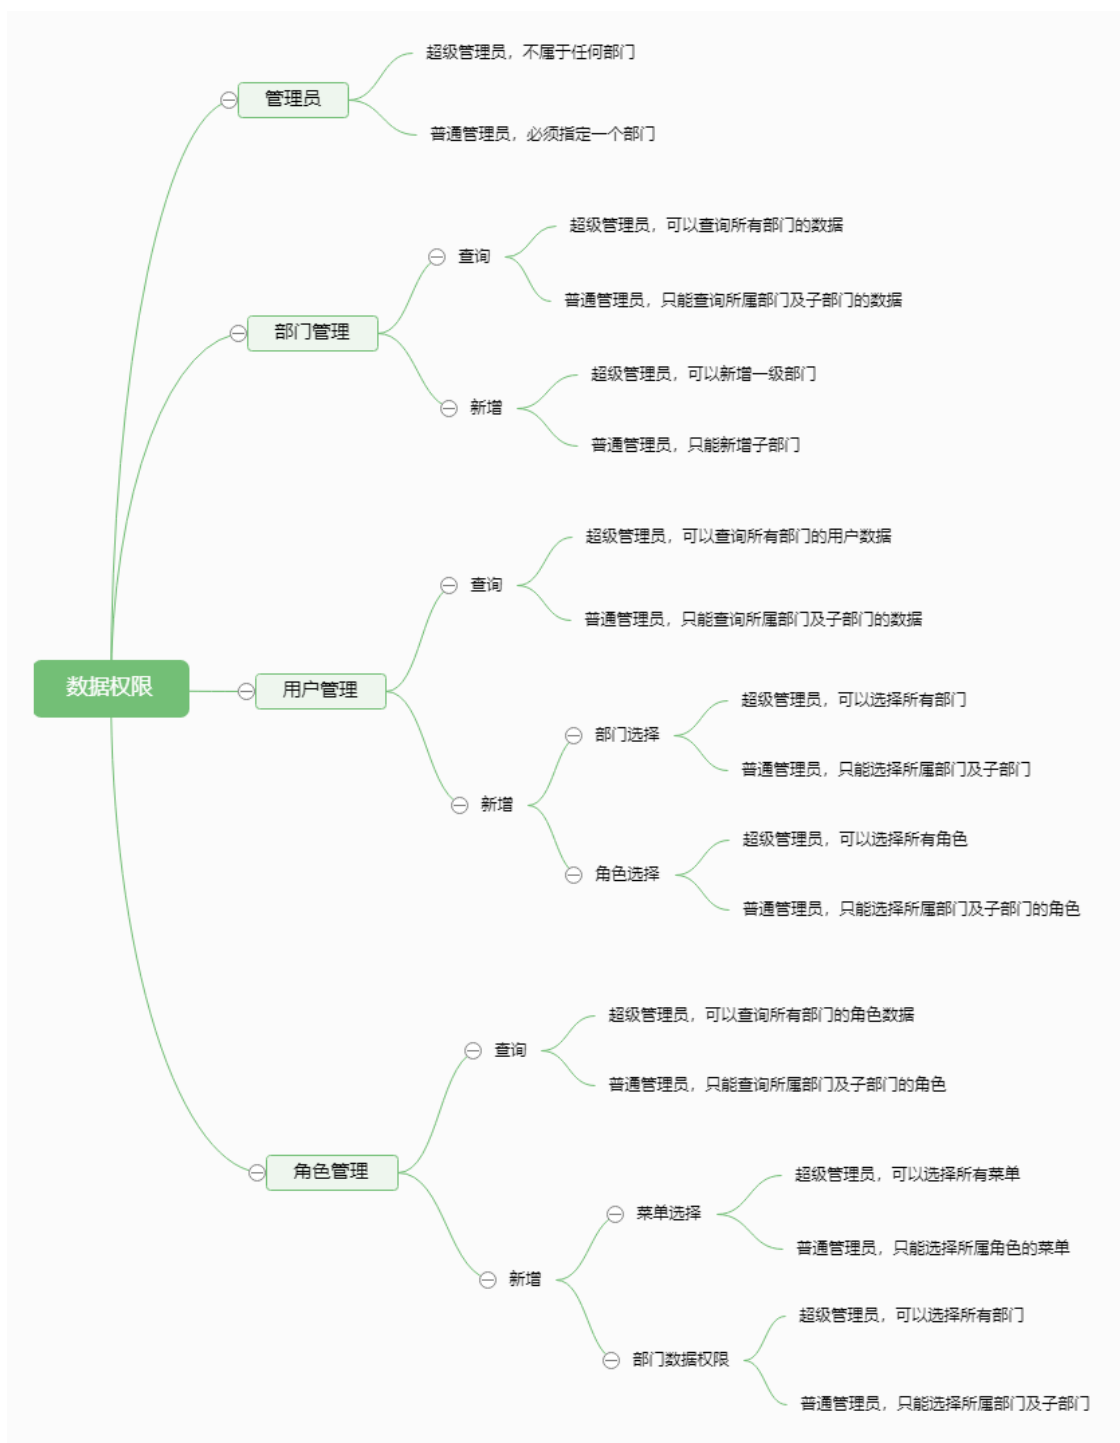 数据权限
管理员
超级管理员，不属于任何部门
普通管理员，必须指定一个部门
部门管理
查询
超级管理员，可以查询所有部门的数据
普通管理员，只能查询所属部门及子部门的数据
新增
超级管理员，可以新增一级部门
普通管理员，只能新增子部门
用户管理
查询
超级管理员，可以查询所有部门的用户数据
普通管理员，只能查询所属部门及子部门的数据
新增
部门选择
超级管理员，可以选择所有部门
普通管理员，只能选择所属部门及子部门
角色选择
超级管理员，可以选择所有角色
普通管理员，只能选择所属部门及子部门的角色
角色管理
查询
超级管理员，可以查询所有部门的角色数据
普通管理员，只能查询所属部门及子部门的角色
新增
菜单选择
超级管理员，可以选择所有菜单
普通管理员，只能选择所属角色的菜单
部门数据权限
超级管理员，可以选择所有部门
普通管理员，只能选择所属部门及子部门